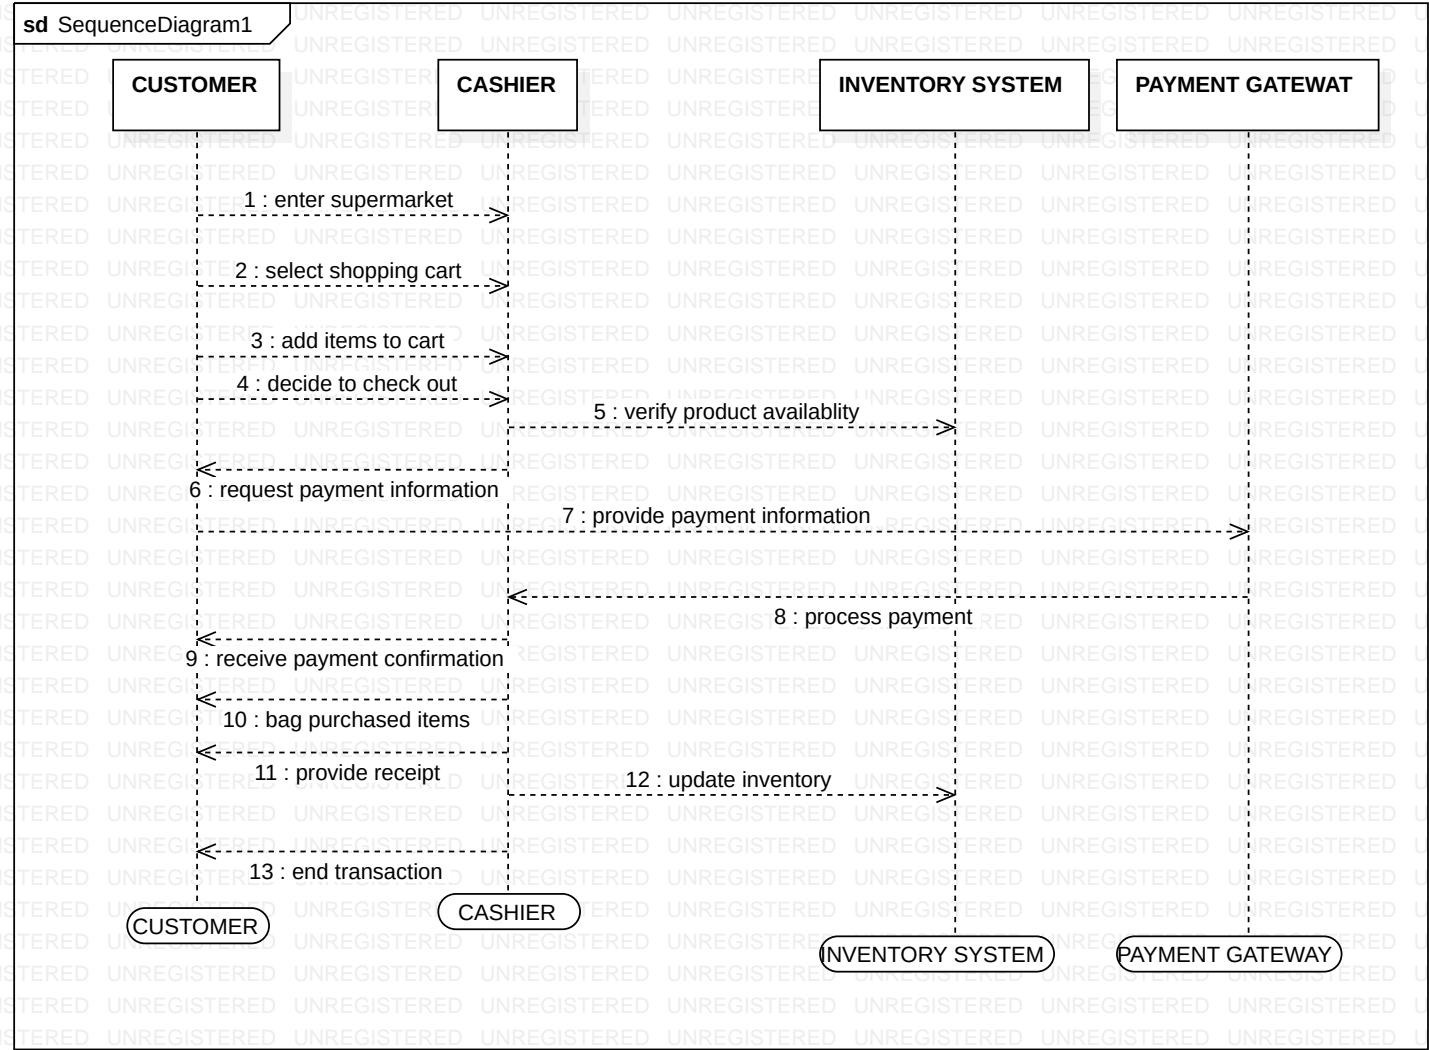 sd SequenceDiagram1
CUSTOMER
CASHIER
INVENTORY SYSTEM
PAYMENT GATEWAT
1 : enter supermarket
2 : select shopping cart
3 : add items to cart
4 : decide to check out
5 : verify product availablity
6 : request payment information
7 : provide payment information
8 : process payment
9 : receive payment confirmation
10 : bag purchased items
11 : provide receipt
12 : update inventory
13 : end transaction
CUSTOMER
CASHIER
INVENTORY SYSTEM
PAYMENT GATEWAY
UNREGISTERED